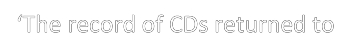 ‘The record of CDs returned to